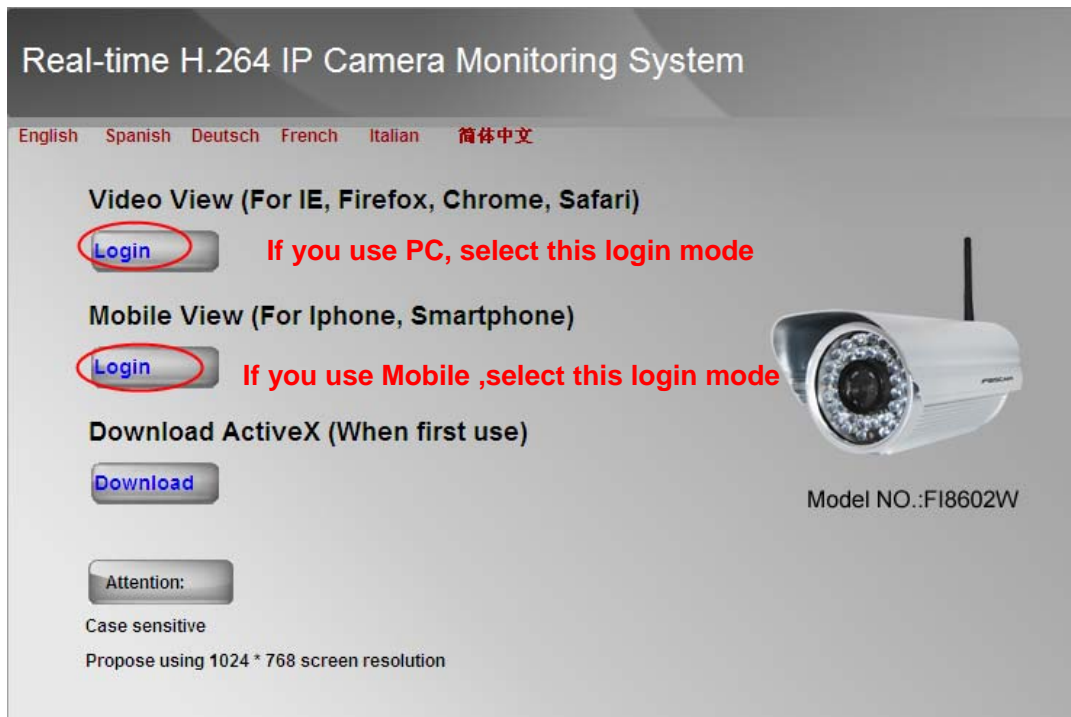 Real-time H.264 IP Camera Monitoring System
English Spanish Deutsch French Italian 简体中文
Video View (For IE, Firefox, Chrome, Safari)
Login If you use PC, select this login mode
Mobile View (For Iphone, Smartphone)
Login If you use Mobile ,select this login mode
FOSCAM
Download ActiveX (When first use)
Download
Model NO.:FI8602W
Attention:
Case sensitive
Propose using 1024 * 768 screen resolution